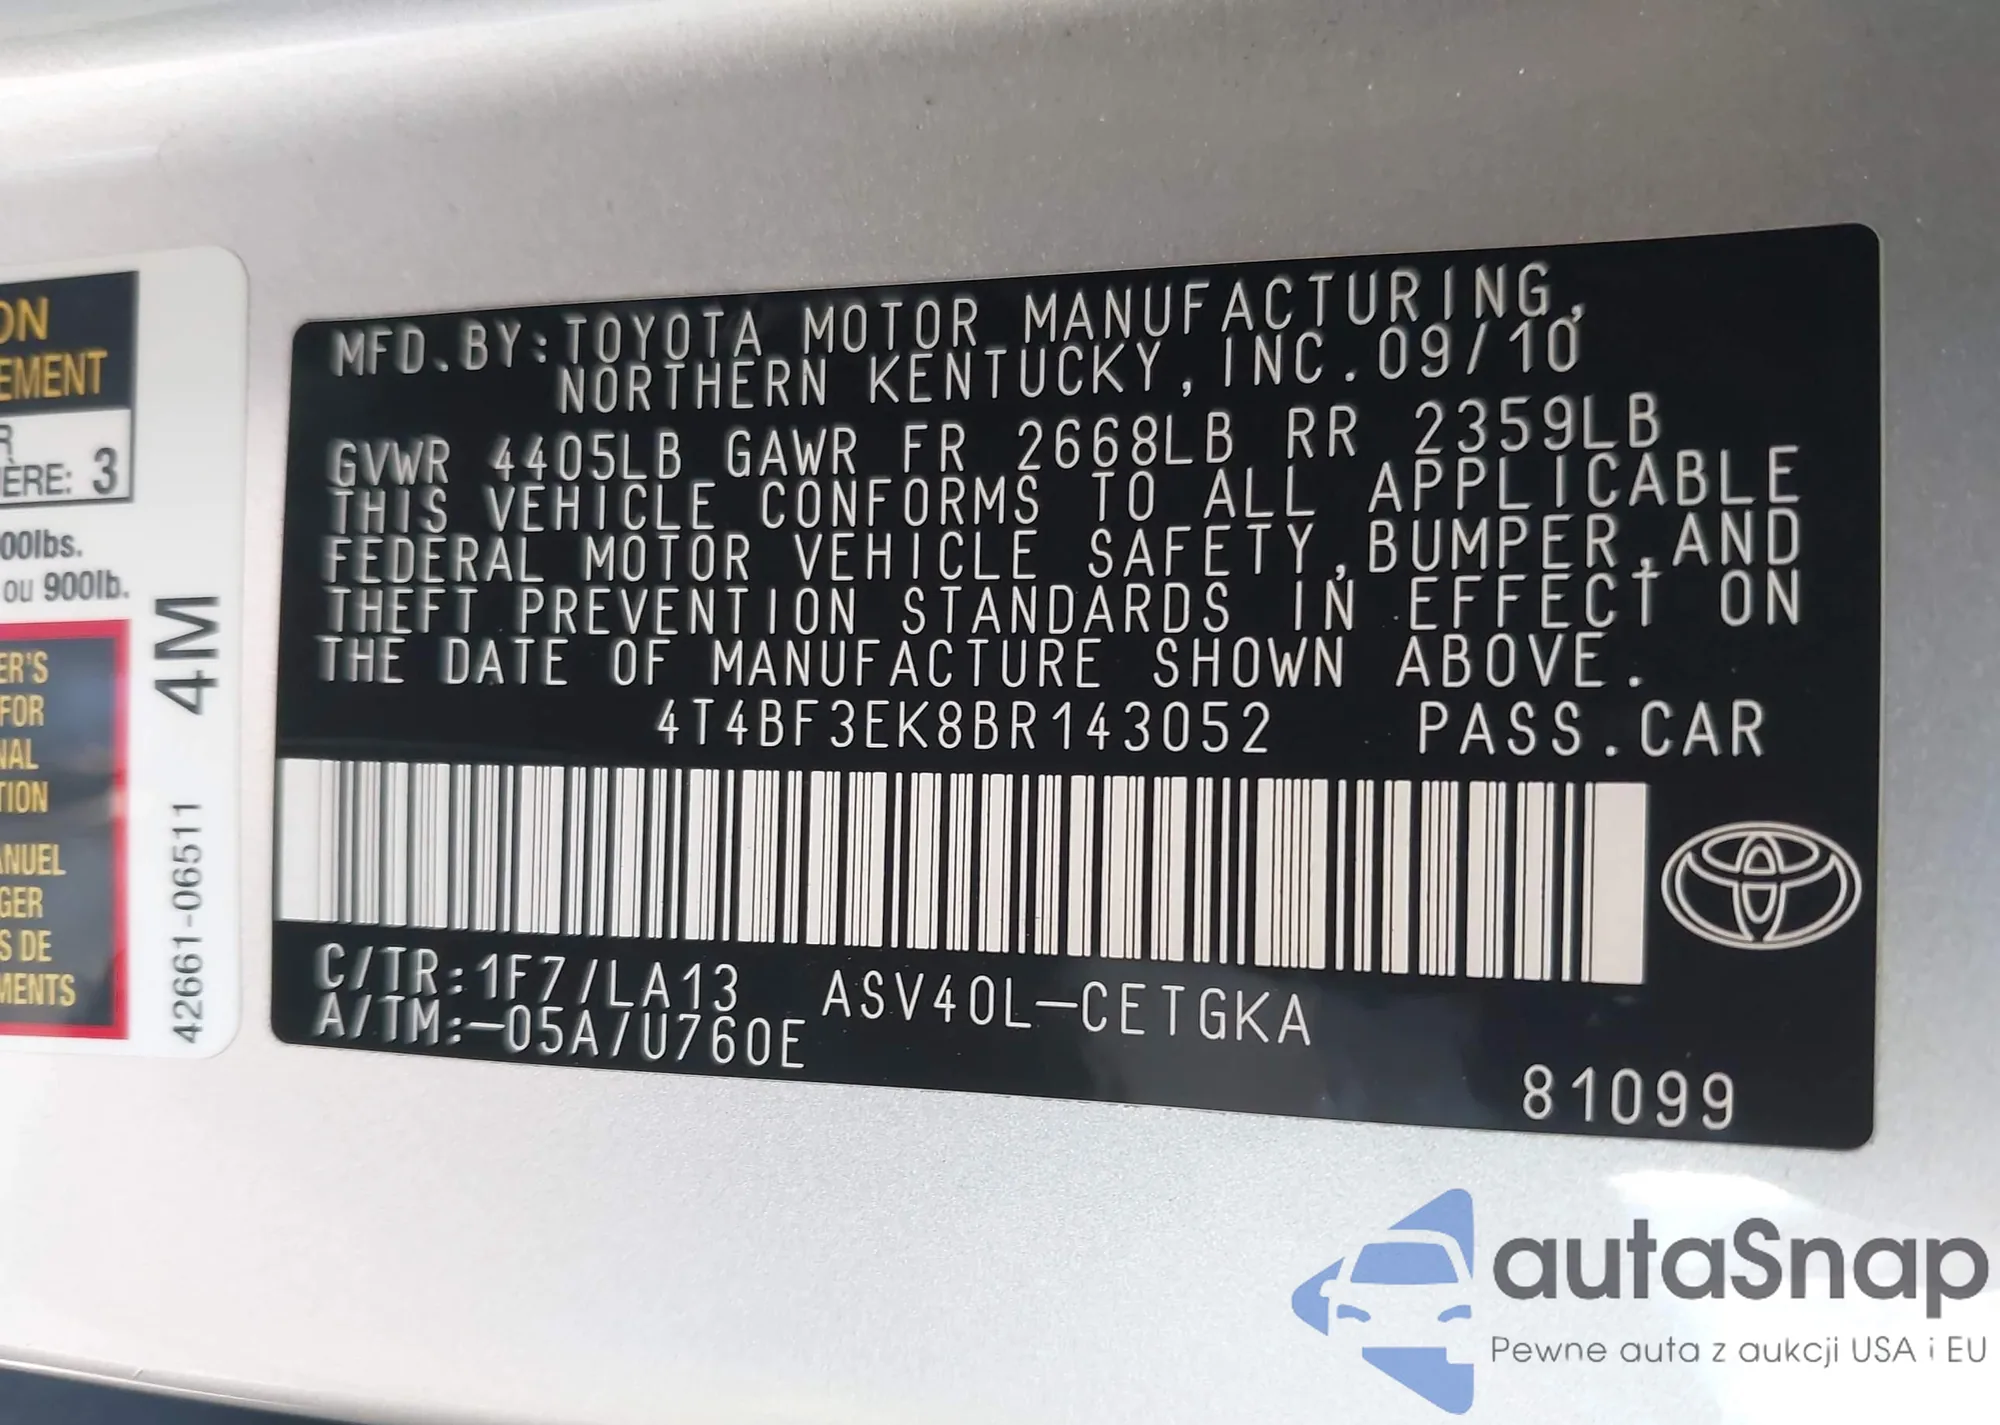 ON
EMENT
R
ÈRE: 3
00lbs.
ou 900lb.
ER'S
FOR
NAL
TION
ANUEL
GER
S DE
MENTS
4M
42661-06511
MFD.BY:TOYOTA MOTOR MANUFACTURING,
NORTHERN KENTUCKY,INC.09/10
GVWR 4405LB GAWR FR 2668LB RR 2359LB
THIS VEHICLE CONFORMS TO ALL APPLICABLE
FEDERAL MOTOR VEHICLE SAFETY,BUMPER,AND
THEFT PREVENTION STANDARDS IN EFFECT ON
THE DATE OF MANUFACTURE SHOWN ABOVE.
4T4BF3EK8BR143052 PASS.CAR
C/TR:1F7/LA13 ASV40L-CETGKA
A/TM:-05A/U760E
81099
autaSnap
Pewne auta z aukcji USA i EU